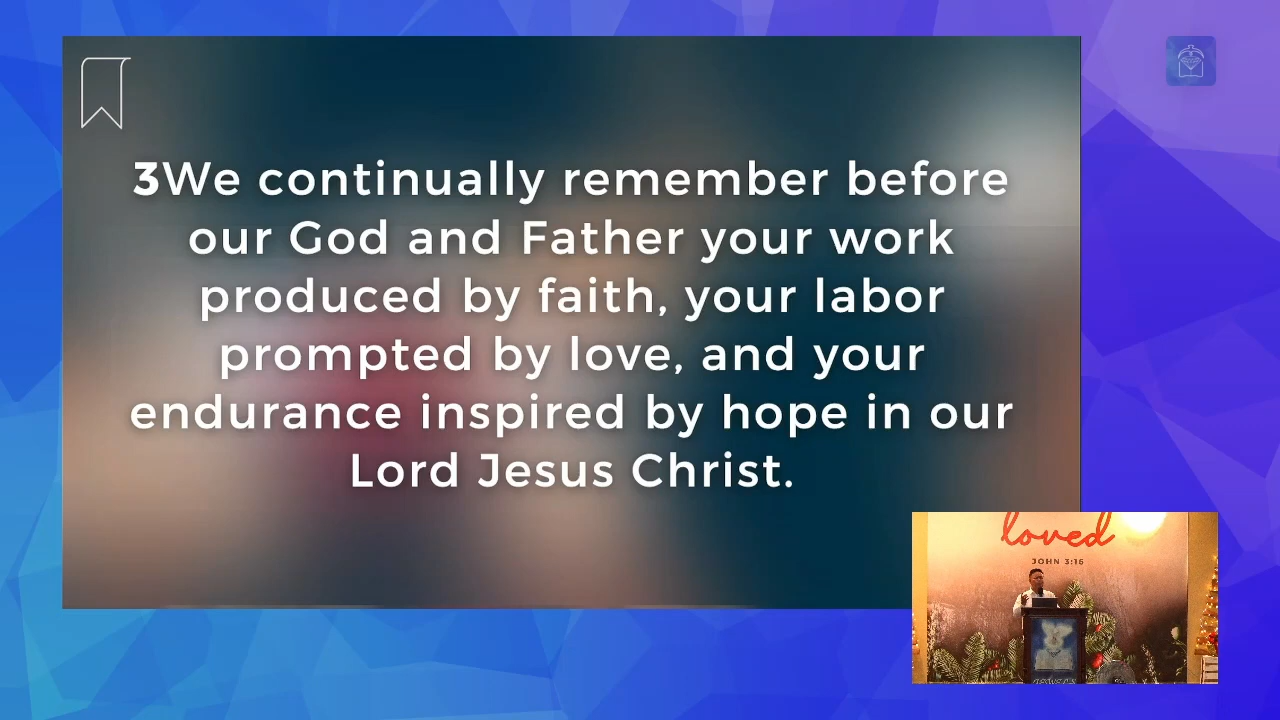 3We continually remember before
our God and Father your work
produced by faith, your labor
prompted by love, and your
endurance inspired by hope in our
Lord Jesus Christ.
loved
JOHN 3:16